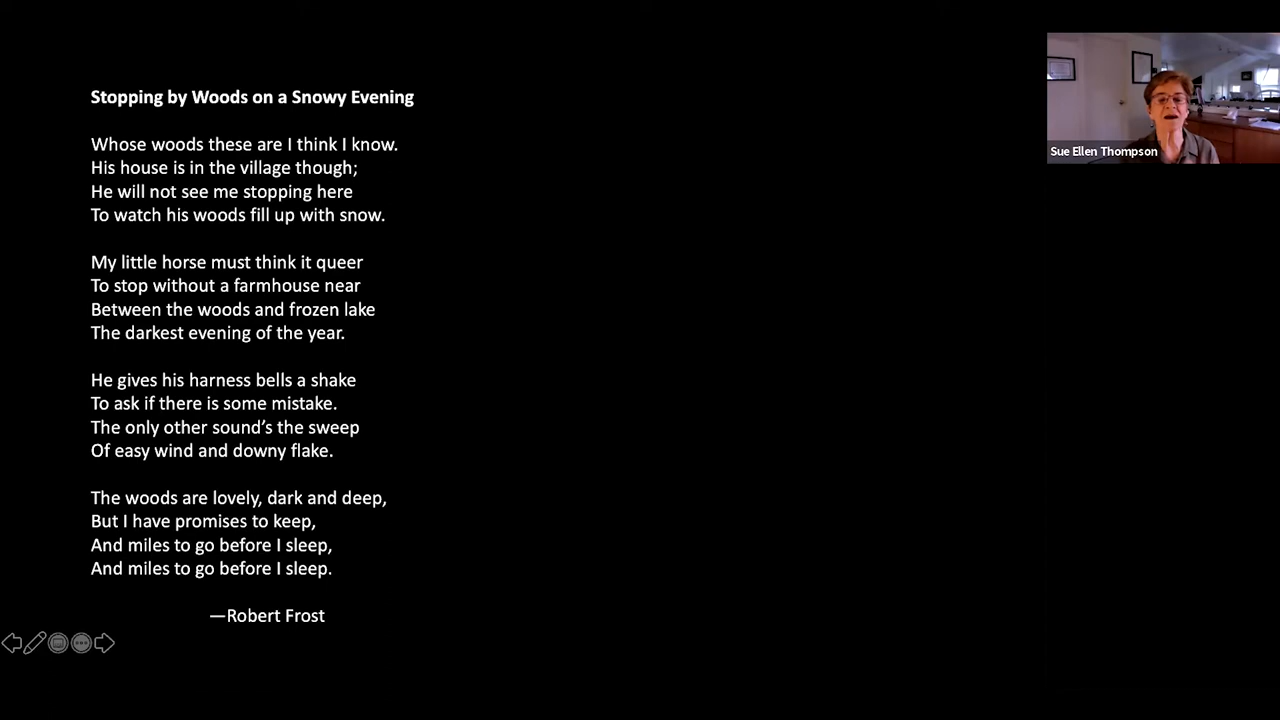 Stopping by Woods on a Snowy Evening
Whose woods these are I think I know.
His house is in the village though;
He will not see me stopping here
To watch his woods fill up with snow.
My little horse must think it queer
To stop without a farmhouse near
Between the woods and frozen lake
The darkest evening of the year.
He gives his harness bells a shake
To ask if there is some mistake.
The only other sound’s the sweep
Of easy wind and downy flake.
The woods are lovely, dark and deep,
But I have promises to keep,
And miles to go before I sleep,
And miles to go before I sleep.
—Robert Frost
Sue Ellen Thompson